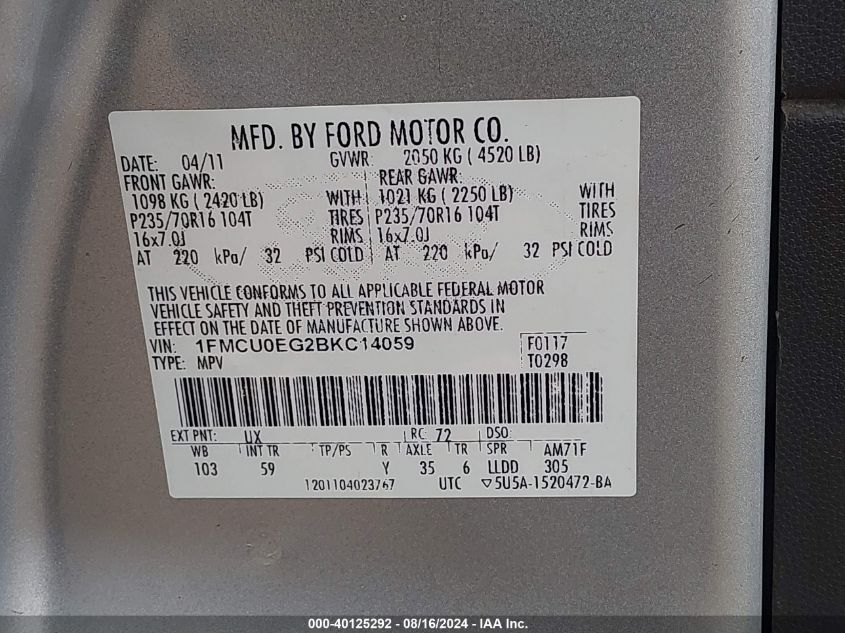 MFD. BY FORD MOTOR CO.
DATE: 04/11 GVWR: 2050 KG ( 4520 LB)
FRONT GAWR: REAR GAWR:
1098 KG ( 2420 LB) WITH 1021 KG ( 2250 LB) WITH
P235/70R16 104T TIRES P235/70R16 104T TIRES
16x7.0J RIMS 16x7.0J RIMS
AT 220 kPa/ 32 PSI COLD AT 220 kPa/ 32 PSI COLD
THIS VEHICLE CONFORMS TO ALL APPLICABLE FEDERAL MOTOR
VEHICLE SAFETY AND THEFT PREVENTION STANDARDS IN
EFFECT ON THE DATE OF MANUFACTURE SHOWN ABOVE.
VIN: 1FMCU0EG2BKC14059 F0117
TYPE: MPV T0298
EXT PNT: UX RC: 72 DSO:
WB INT TR TP/PS R AXLE TR SPR AM71F
103 59 Y 35 6 LLDD 305
1201104023767 UTC ▽5U5A-1520472-BA
000-40125292 - 08/16/2024 - IAA Inc.